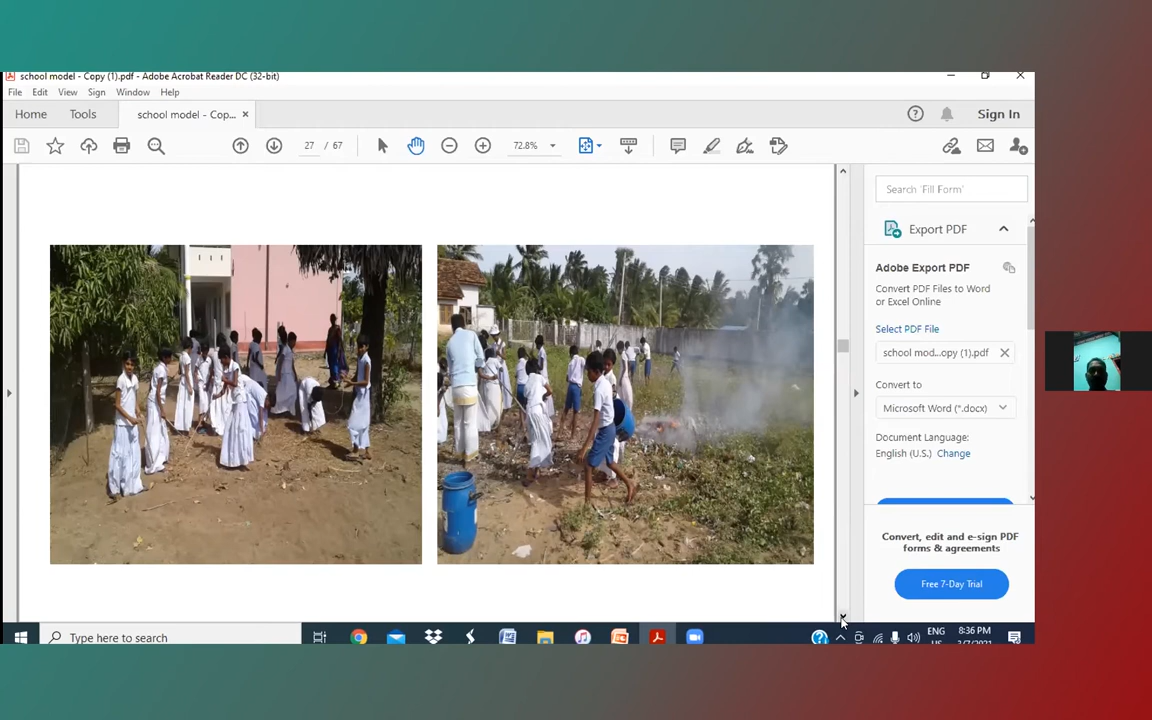 school model - Copy (1).pdf - Adobe Acrobat Reader DC (32-bit)
File Edit View Sign Window Help
Home Tools school model - Cop... ×
Sign In
27 / 67
72.8%
Search 'Fill Form'
Export PDF
Adobe Export PDF
Convert PDF Files to Word
or Excel Online
Select PDF File
school mod...opy (1).pdf
Convert to
Microsoft Word (*.docx)
Document Language:
English (U.S.) Change
Convert, edit and e-sign PDF
forms & agreements
Free 7-Day Trial
Type here to search
ENG
8:36 PM